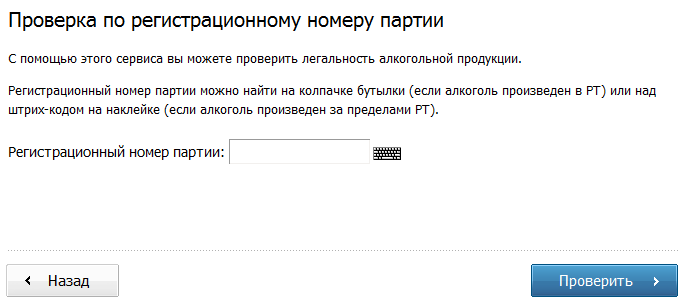 Проверка по регистрационному номеру партии
С помощью этого сервиса вы можете проверить легальность алкогольной продукции.
Регистрационный номер партии можно найти на колпачке бутылки (если алкоголь произведен в РТ) или над
штрих-кодом на наклейке (если алкоголь произведен за пределами РТ).
Регистрационный номер партии:
Назад
Проверить